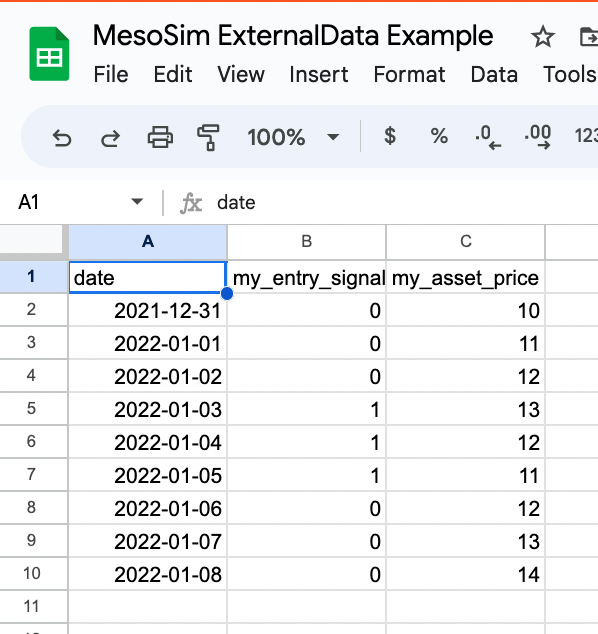 MesoSim ExternalData Example
File Edit View Insert Format Data Tools
100% $ % .0 .00 123
A1 fx date
A B C
1 date my_entry_signal my_asset_price
2 2021-12-31 0 10
3 2022-01-01 0 11
4 2022-01-02 0 12
5 2022-01-03 1 13
6 2022-01-04 1 12
7 2022-01-05 1 11
8 2022-01-06 0 12
9 2022-01-07 0 13
10 2022-01-08 0 14
11